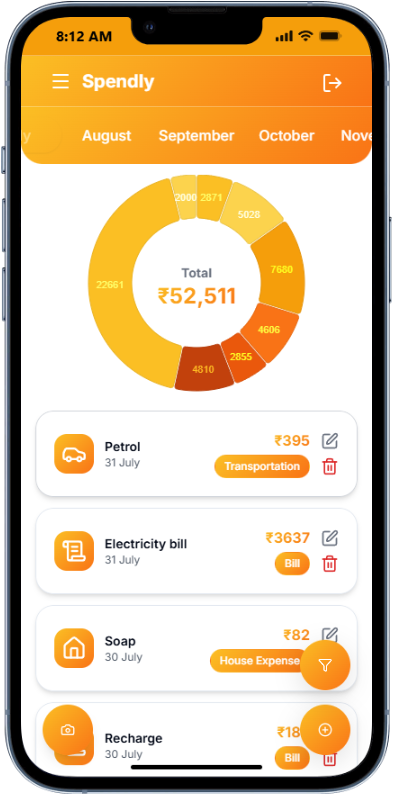 8:12 AM
Spendly
y August September October Nove
2000 2871
5028
22661
7680
Total
₹52,511
4606
2855
4810
Petrol
₹395
31 July
Transportation
Electricity bill
₹3637
31 July
Bill
Soap
₹82
30 July
House Expense
Recharge
₹18
30 July
Bill